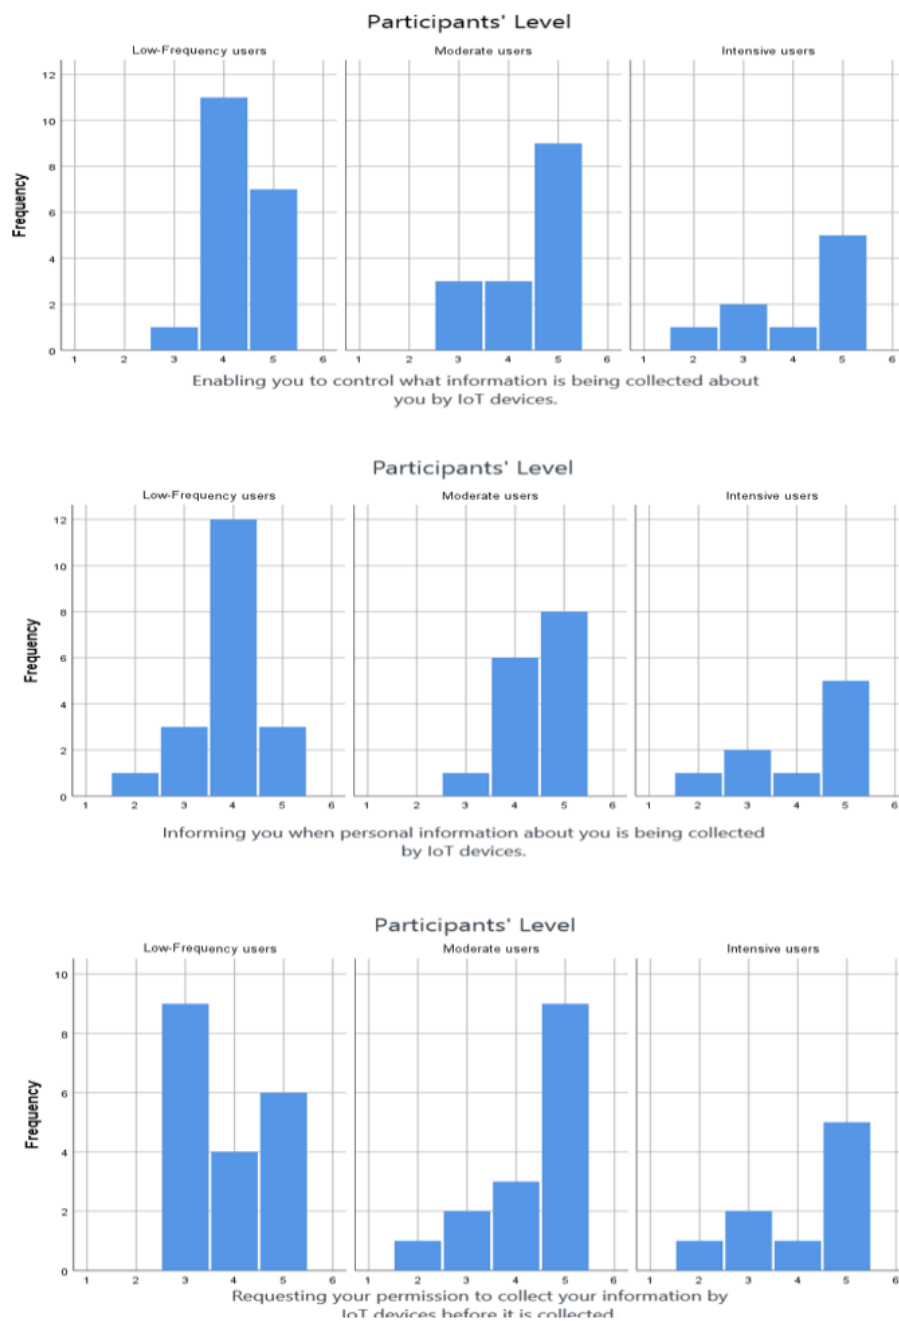 Participants' Level
Low-Frequency users Moderate users Intensive users
12
10
8
6
4
2
0
Frequency
1 2 3 4 5 6 1 2 3 4 5 6 1 2 3 4 5 6
Enabling you to control what information is being collected about
you by IoT devices.
Participants' Level
Low-Frequency users Moderate users Intensive users
12
10
8
6
4
2
0
Frequency
1 2 3 4 5 6 1 2 3 4 5 6 1 2 3 4 5 6
Informing you when personal information about you is being collected
by IoT devices.
Participants' Level
Low-Frequency users Moderate users Intensive users
10
8
6
4
2
0
Frequency
1 2 3 4 5 6 1 2 3 4 5 6 1 2 3 4 5 6
Requesting your permission to collect your information by
IoT devices before it is collected.